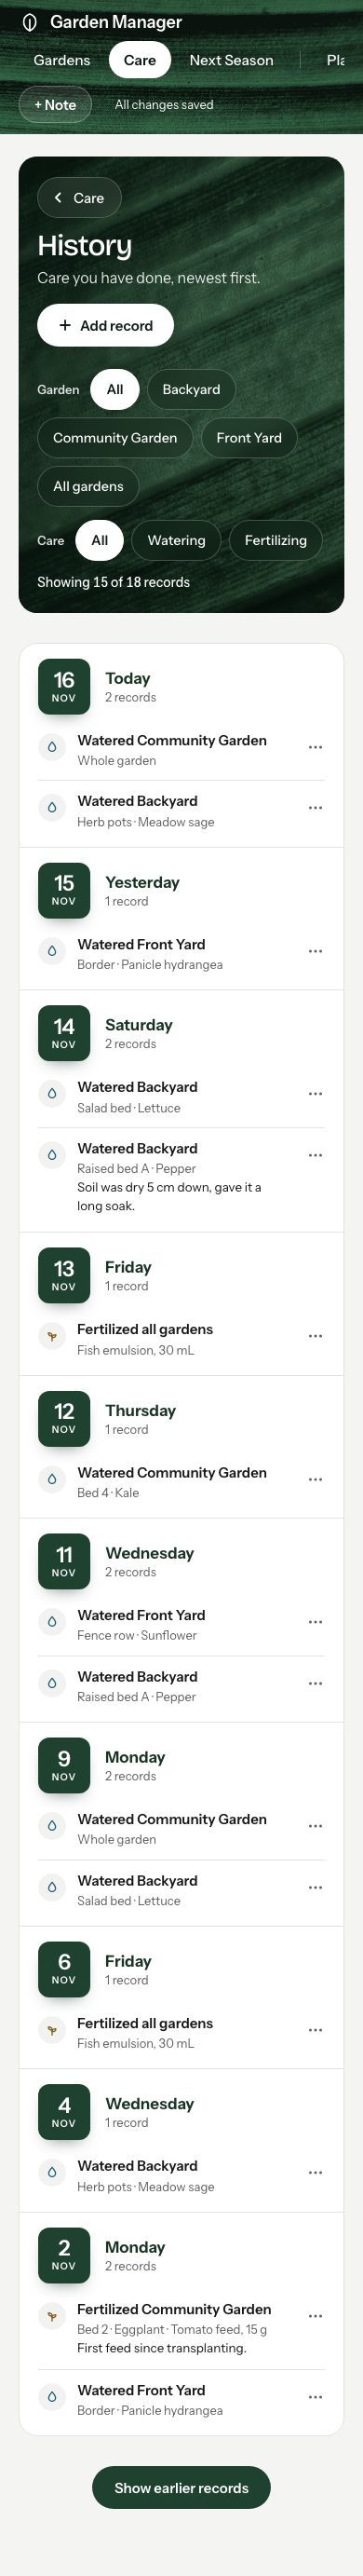 Garden Manager
Gardens Care Next Season Pla
+ Note All changes saved
Care
History
Care you have done, newest first.
Add record
Garden All Backyard
Community Garden Front Yard
All gardens
Care All Watering Fertilizing
Showing 15 of 18 records
16 NOV Today
2 records
Watered Community Garden
Whole garden
Watered Backyard
Herb pots · Meadow sage
15 NOV Yesterday
1 record
Watered Front Yard
Border · Panicle hydrangea
14 NOV Saturday
2 records
Watered Backyard
Salad bed · Lettuce
Watered Backyard
Raised bed A · Pepper
Soil was dry 5 cm down, gave it a
long soak.
13 NOV Friday
1 record
Fertilized all gardens
Fish emulsion, 30 mL
12 NOV Thursday
1 record
Watered Community Garden
Bed 4 · Kale
11 NOV Wednesday
2 records
Watered Front Yard
Fence row · Sunflower
Watered Backyard
Raised bed A · Pepper
9 NOV Monday
2 records
Watered Community Garden
Whole garden
Watered Backyard
Salad bed · Lettuce
6 NOV Friday
1 record
Fertilized all gardens
Fish emulsion, 30 mL
4 NOV Wednesday
1 record
Watered Backyard
Herb pots · Meadow sage
2 NOV Monday
2 records
Fertilized Community Garden
Bed 2 · Eggplant · Tomato feed, 15 g
First feed since transplanting.
Watered Front Yard
Border · Panicle hydrangea
Show earlier records